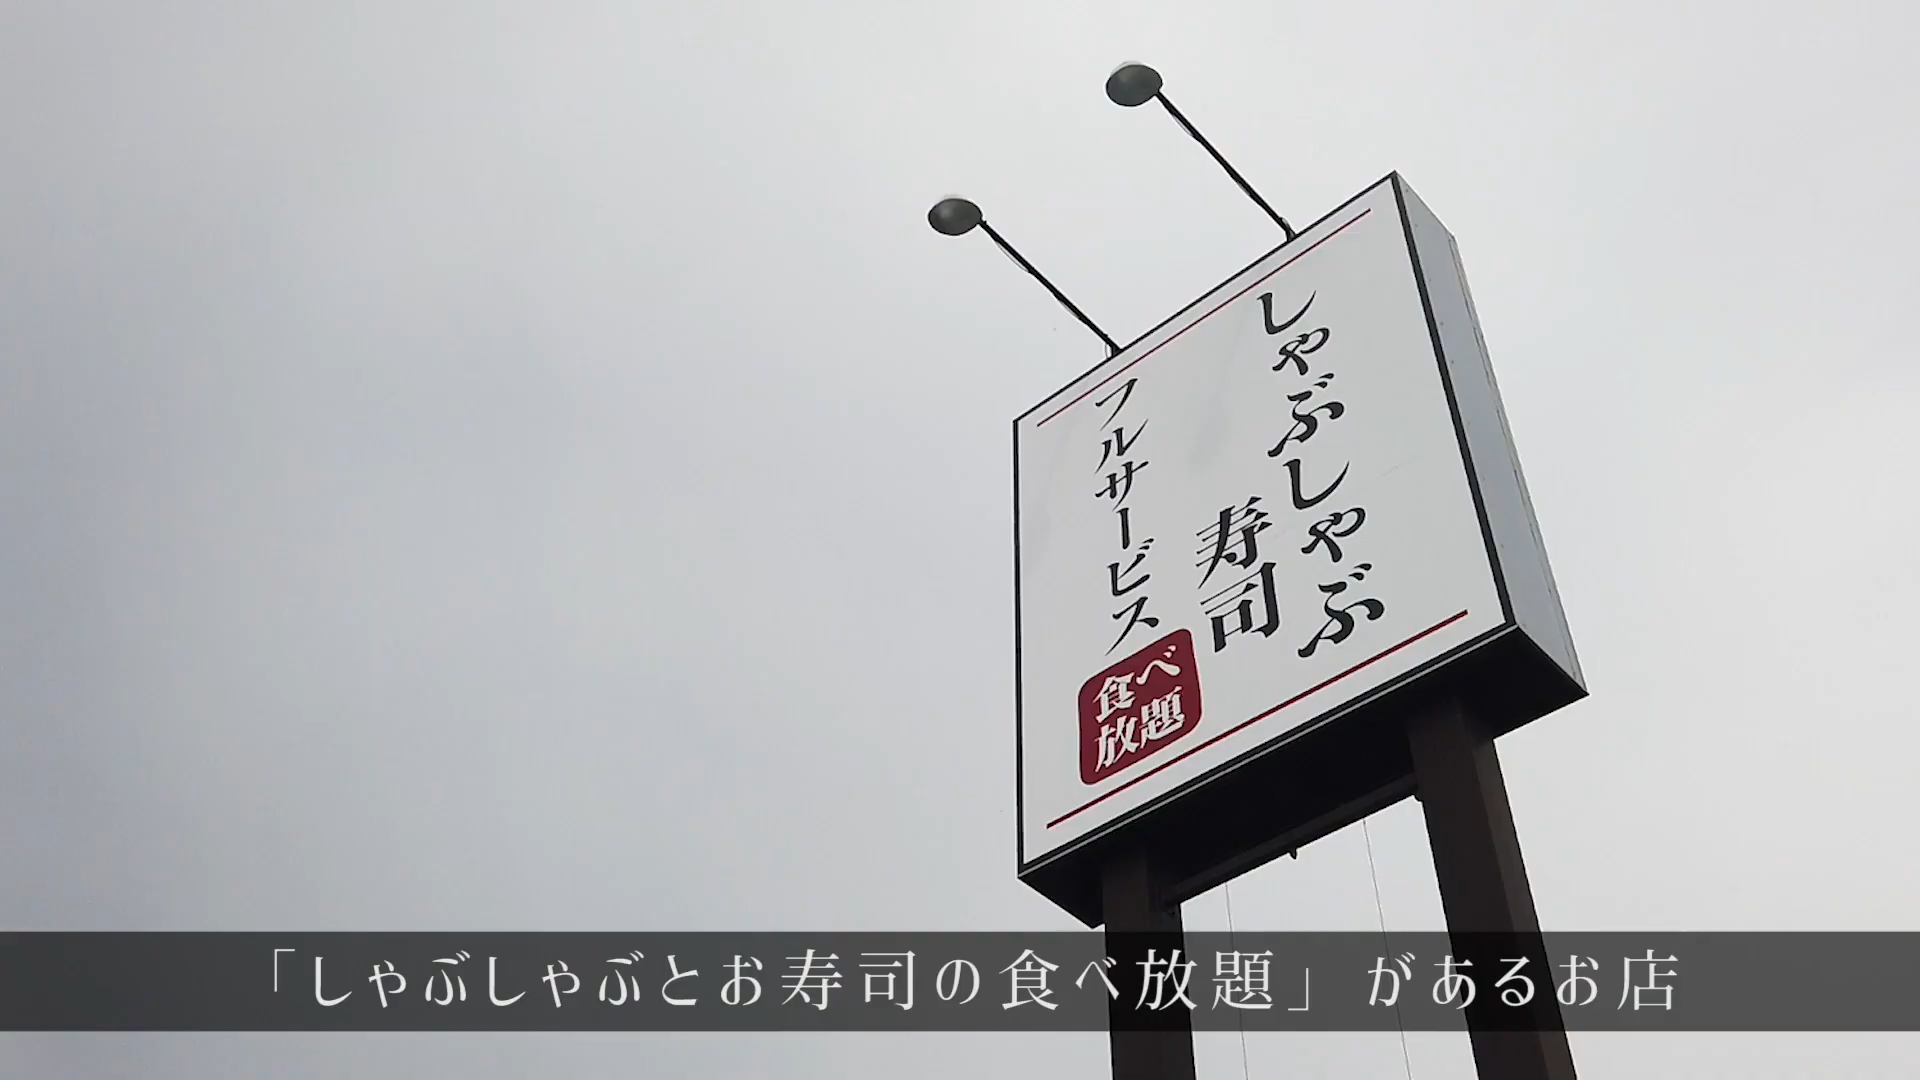 しゃぶしゃぶ
寿司
フルサービス
食べ
放題
「しゃぶしゃぶとお寿司の食べ放題」があるお店